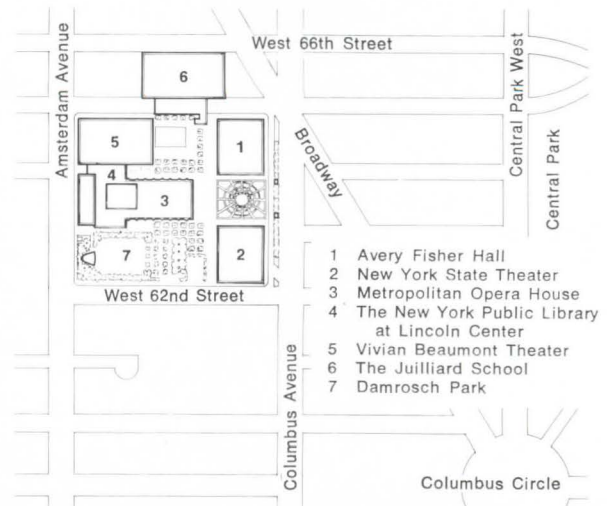 West 66th Street
Amsterdam Avenue
Central Park West
Central Park
Broadway
6
5
1
4
3
7
2
West 62nd Street
1 Avery Fisher Hall
2 New York State Theater
3 Metropolitan Opera House
4 The New York Public Library
at Lincoln Center
5 Vivian Beaumont Theater
6 The Juilliard School
7 Damrosch Park
Columbus Avenue
Columbus Circle